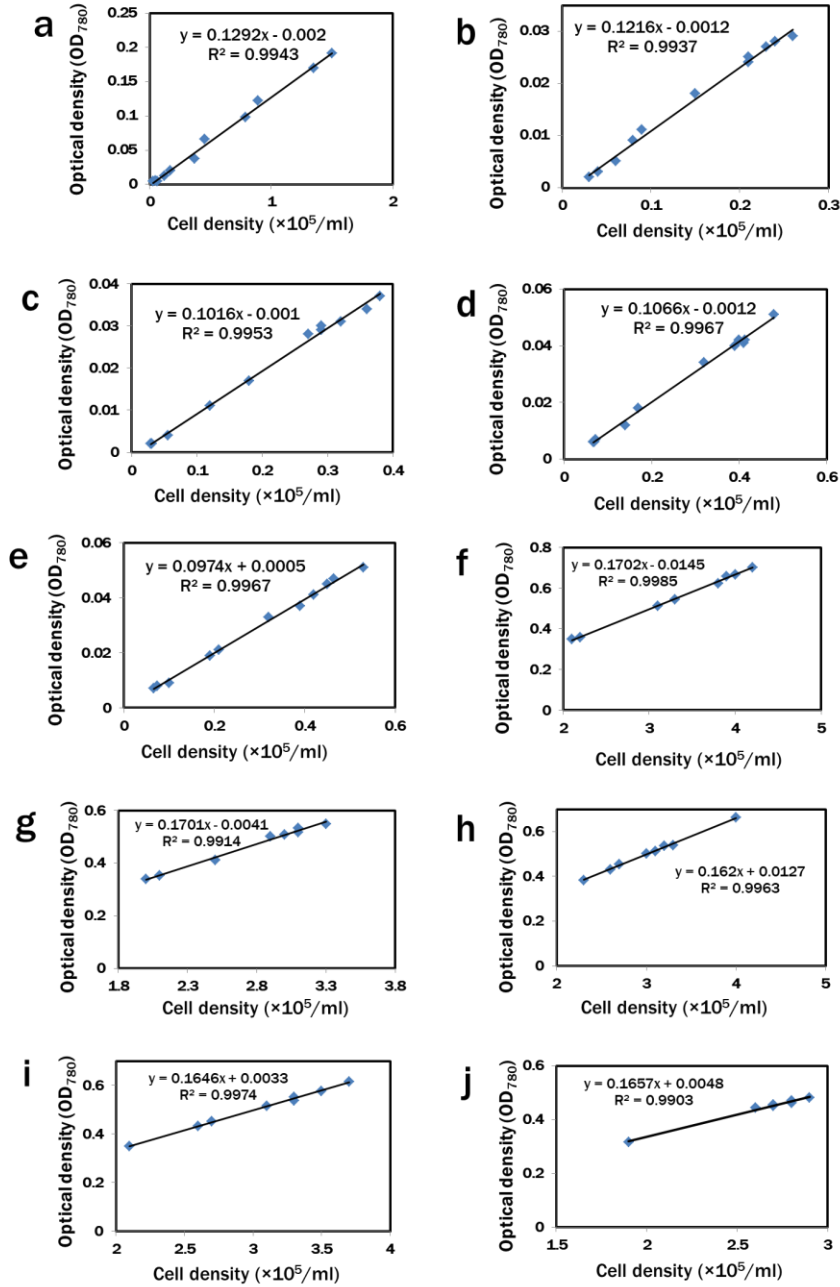 a
y = 0.1292x - 0.002
R² = 0.9943
Optical density (OD₇₈₀)
0.25
0.2
0.15
0.1
0.05
0
0
1
2
Cell density (×10⁵/ml)
b
y = 0.1216x - 0.0012
R² = 0.9937
Optical density (OD₇₈₀)
0.03
0.02
0.01
0
0
0.1
0.2
0.3
Cell density (×10⁵/ml)
c
y = 0.1016x - 0.001
R² = 0.9953
Optical density (OD₇₈₀)
0.04
0.03
0.02
0.01
0
0
0.1
0.2
0.3
0.4
Cell density (×10⁵/ml)
d
y = 0.1066x - 0.0012
R² = 0.9967
Optical density (OD₇₈₀)
0.06
0.04
0.02
0
0
0.2
0.4
0.6
Cell density (×10⁵/ml)
e
y = 0.0974x + 0.0005
R² = 0.9967
Optical density (OD₇₈₀)
0.06
0.04
0.02
0
0
0.2
0.4
0.6
Cell density (×10⁵/ml)
f
y = 0.1702x - 0.0145
R² = 0.9985
Optical density (OD₇₈₀)
0.8
0.6
0.4
0.2
0
2
3
4
5
Cell density (×10⁵/ml)
g
y = 0.1701x - 0.0041
R² = 0.9914
Optical density (OD₇₈₀)
0.6
0.4
0.2
0
1.8
2.3
2.8
3.3
3.8
Cell density (×10⁵/ml)
h
y = 0.162x + 0.0127
R² = 0.9963
Optical density (OD₇₈₀)
0.6
0.4
0.2
0
2
3
4
5
Cell density (×10⁵/ml)
i
y = 0.1646x + 0.0033
R² = 0.9974
Optical density (OD₇₈₀)
0.6
0.4
0.2
0
2
2.5
3
3.5
4
Cell density (×10⁵/ml)
j
y = 0.1657x + 0.0048
R² = 0.9903
Optical density (OD₇₈₀)
0.6
0.4
0.2
0
1.5
2
2.5
3
Cell density (×10⁵/ml)